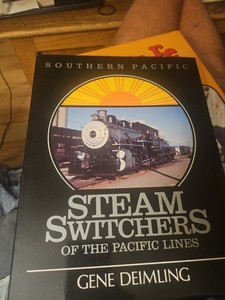 SOUTHERN PACIFIC
STEAM
SWITCHERS
OF THE PACIFIC LINES
GENE DEIMLING